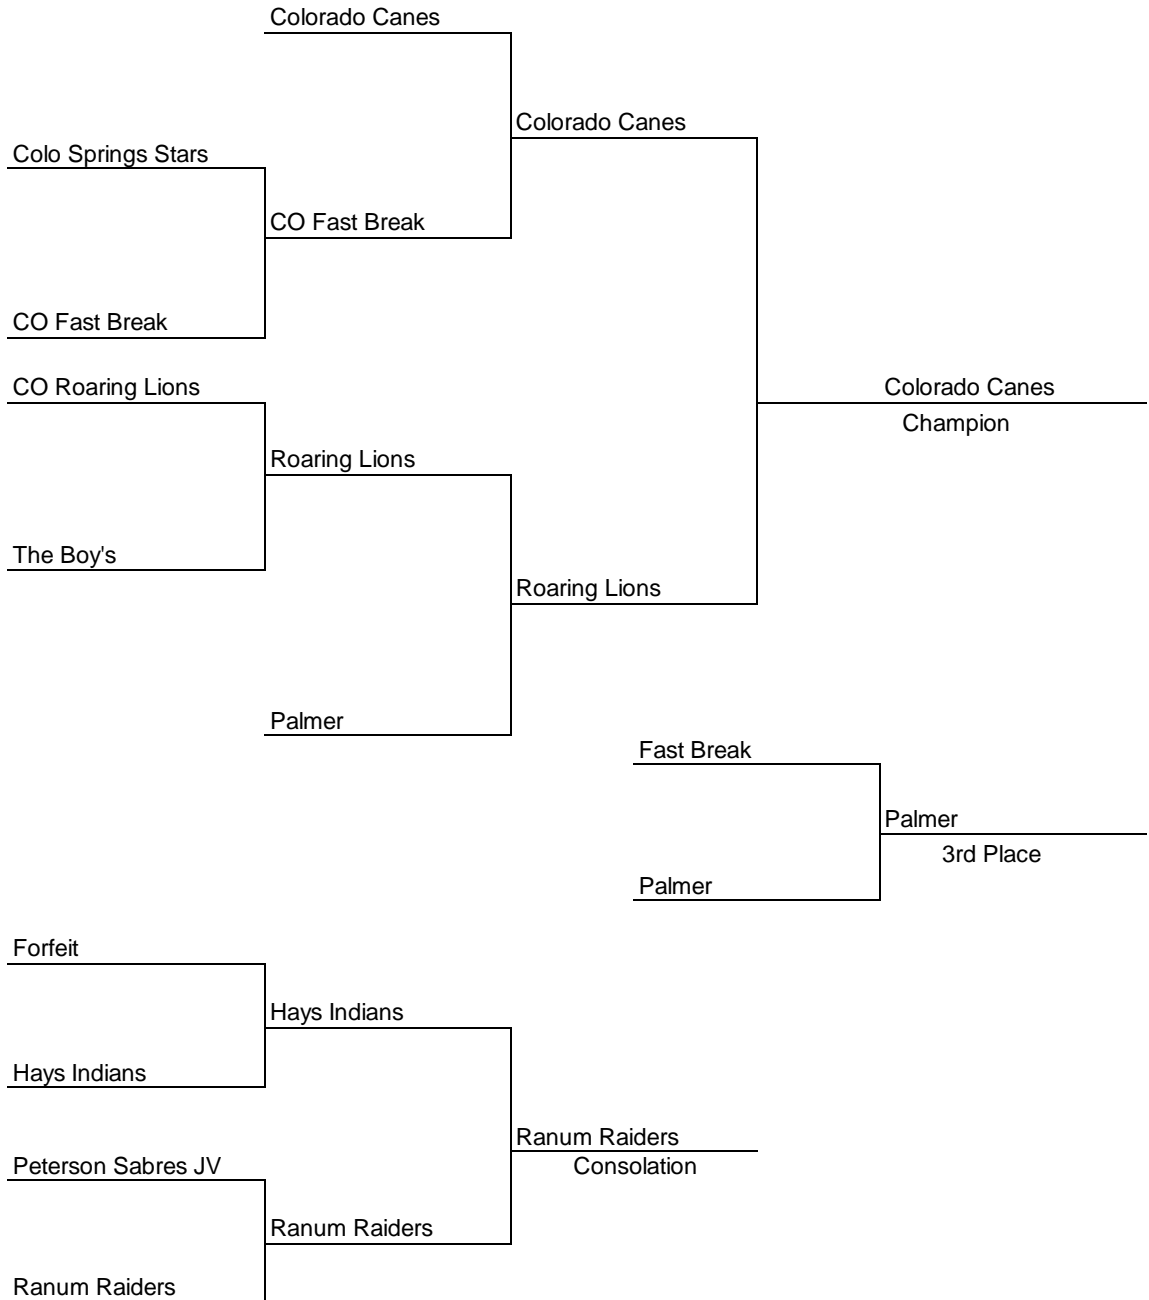 Colorado Canes
Colorado Canes
Colo Springs Stars
CO Fast Break
CO Fast Break
CO Roaring Lions
Colorado Canes
Champion
Roaring Lions
The Boy's
Roaring Lions
Palmer
Fast Break
Palmer
3rd Place
Palmer
Forfeit
Hays Indians
Hays Indians
Ranum Raiders
Peterson Sabres JV
Consolation
Ranum Raiders
Ranum Raiders